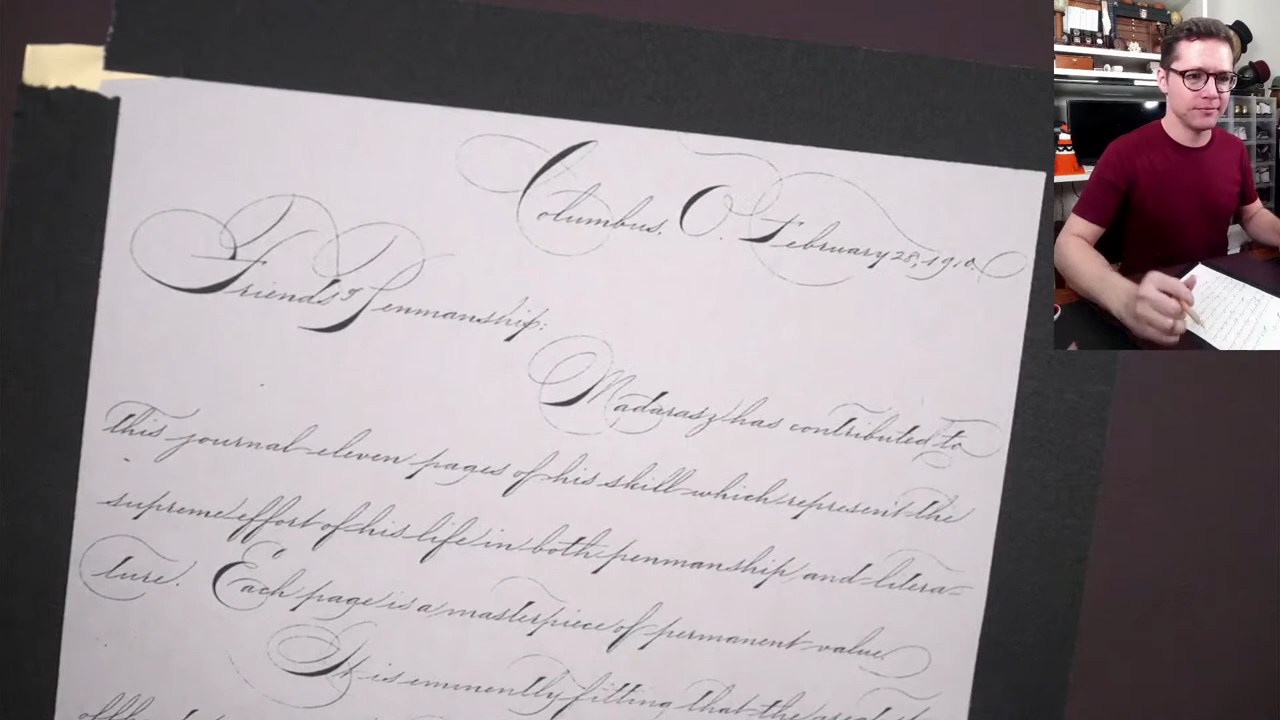 Columbus, O. February 28, 1910.
Friends of Penmanship:
Madarasz has contributed to
this journal eleven pages of his skill which represent the
supreme effort of his life in both penmanship and litera=
ture. Each page is a masterpiece of permanent value.
It is eminently fitting that the great